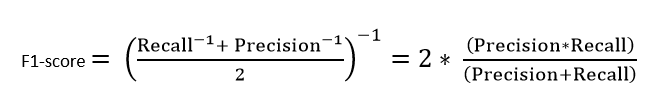 F1-score = ((Recall⁻¹+ Precision⁻¹)/2)⁻¹ = 2 * (Precision*Recall)/(Precision+Recall)